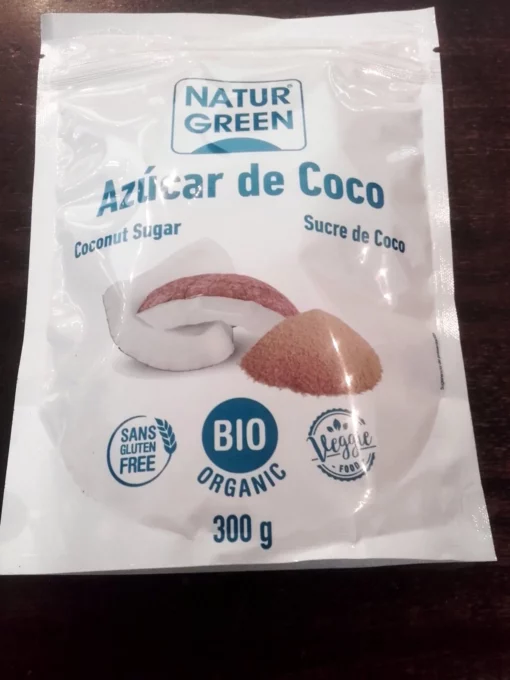 NATUR
GREEN
Azúcar de Coco
Coconut Sugar
Sucre de Coco
SANS
GLUTEN
FREE
BIO
ORGANIC
Veggie
FOOD
300 g